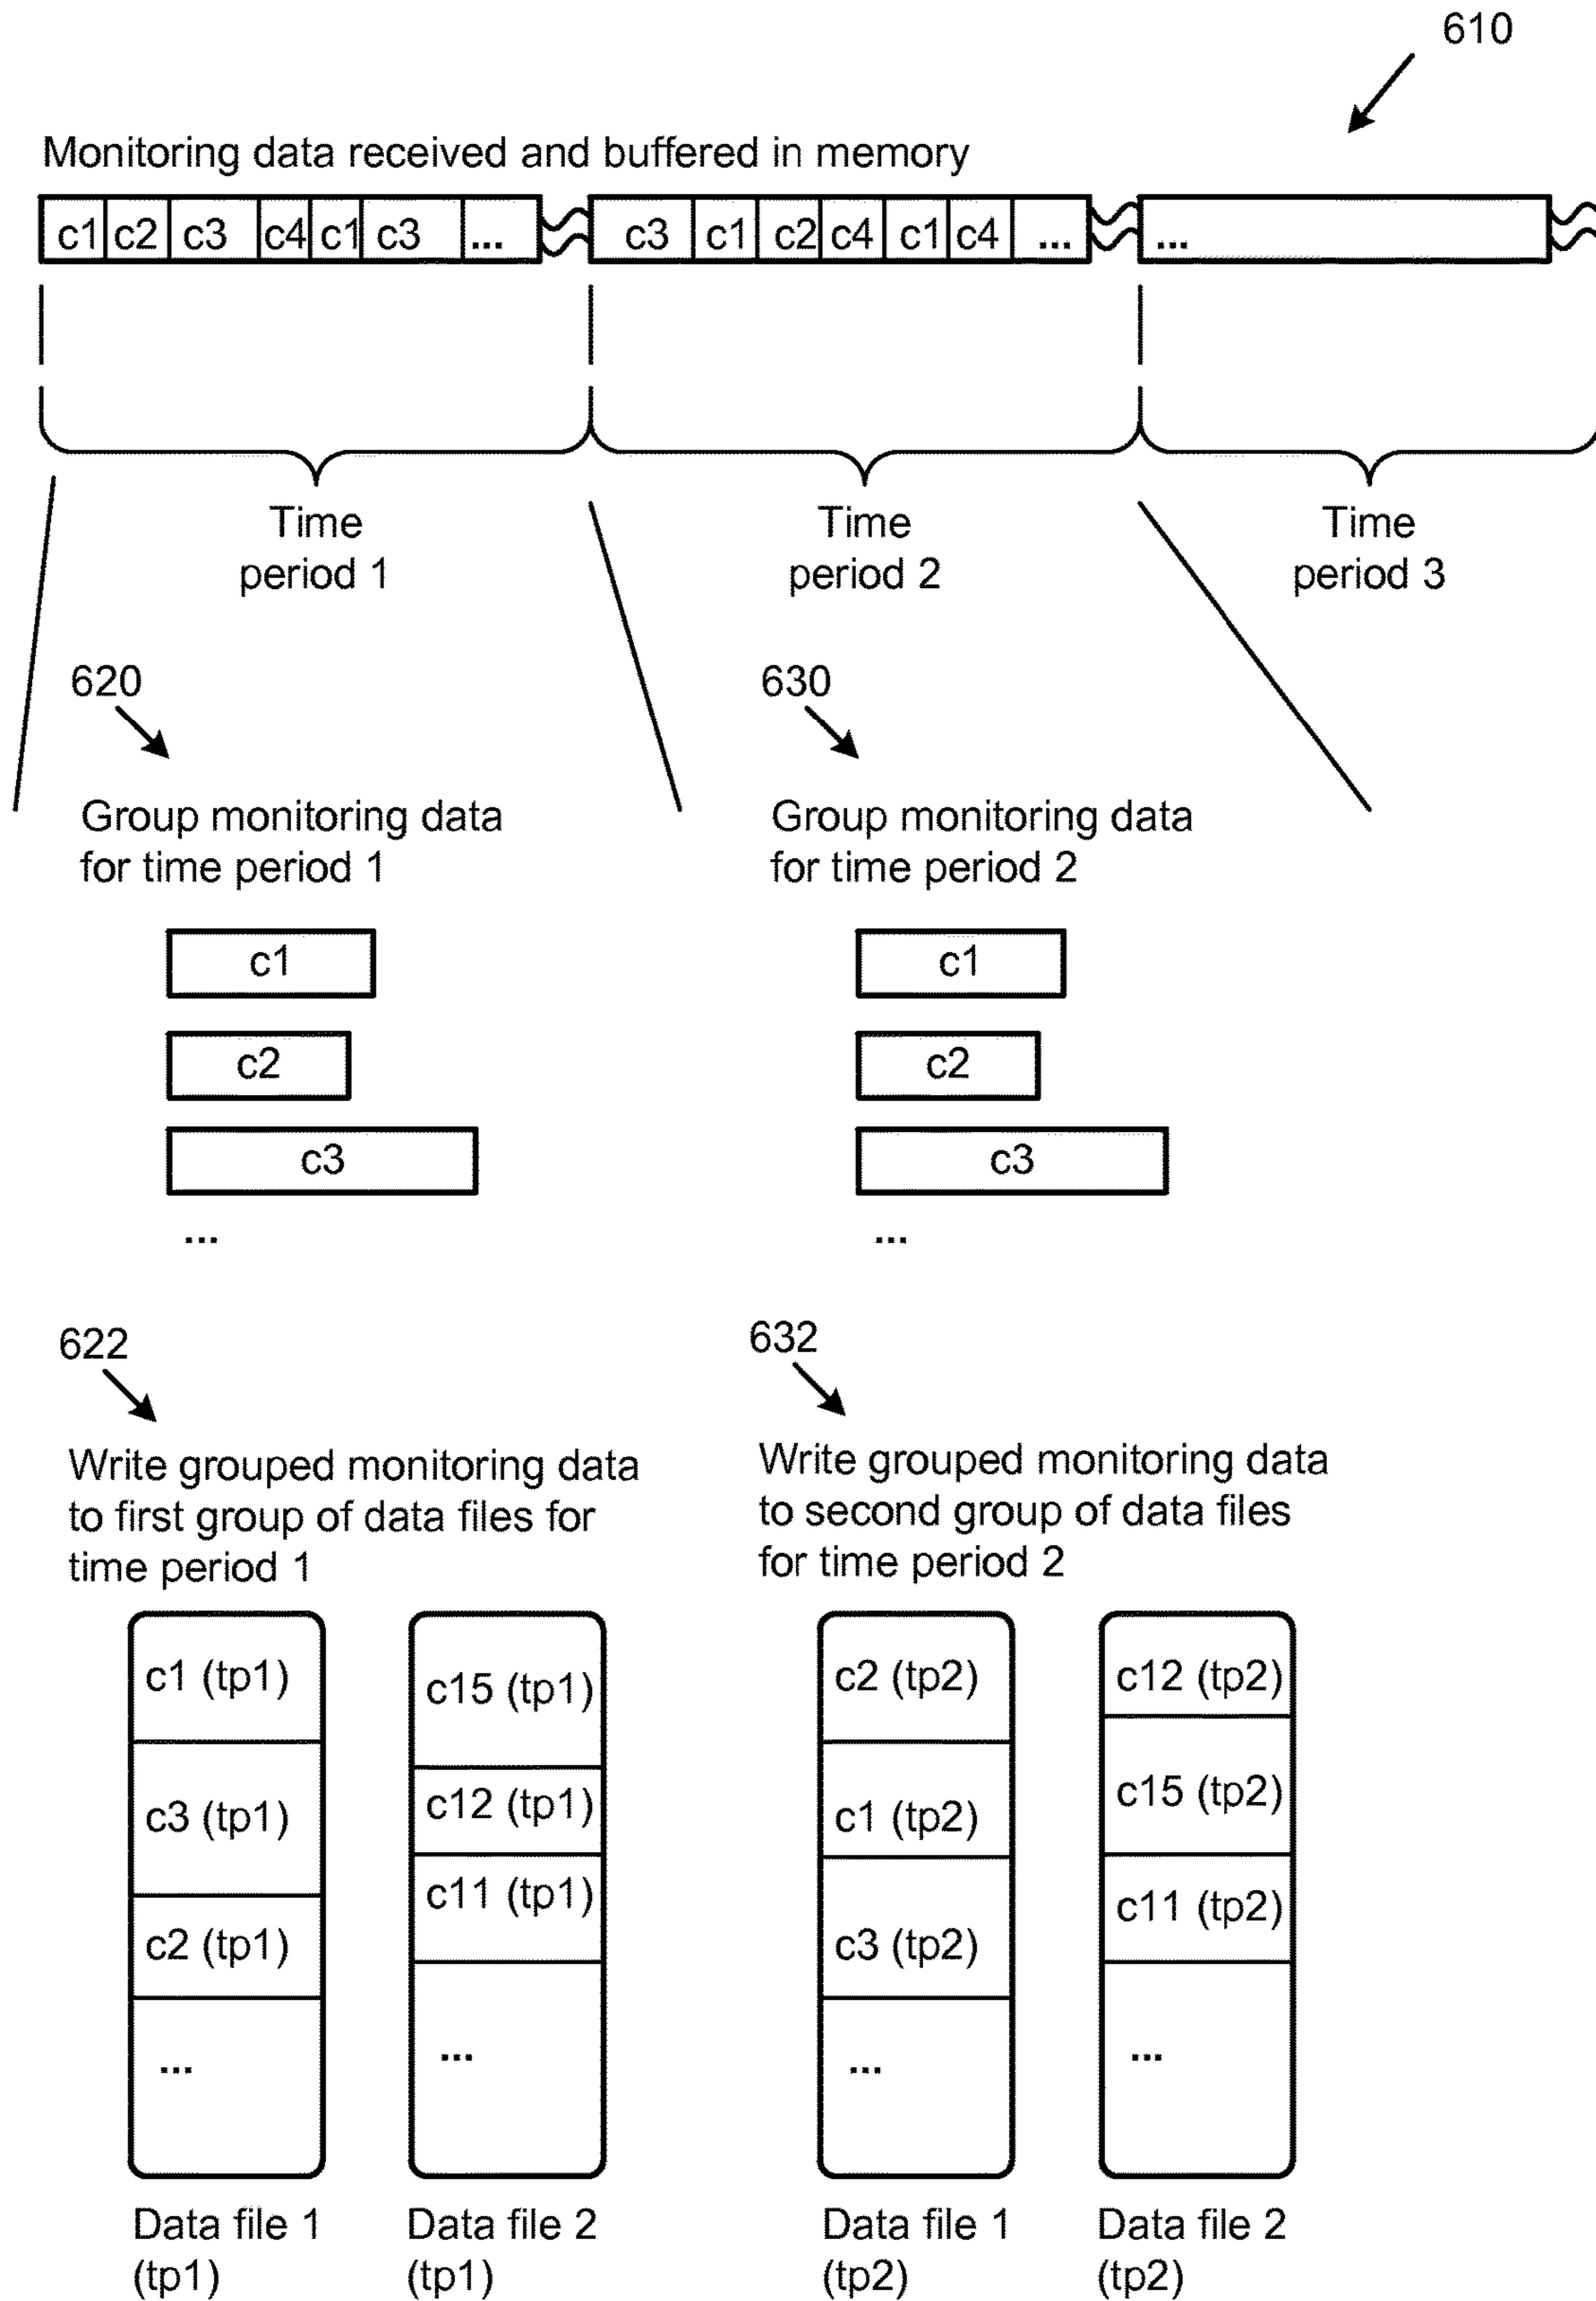 610
Monitoring data received and buffered in memory
c1 c2 c3 c4 c1 c3 ... c3 c1 c2 c4 c1 c4 ... ...
Time
period 1
Time
period 2
Time
period 3
620
Group monitoring data
for time period 1
c1
c2
c3
...
630
Group monitoring data
for time period 2
c1
c2
c3
...
622
Write grouped monitoring data
to first group of data files for
time period 1
c1 (tp1)
c3 (tp1)
c2 (tp1)
...
Data file 1
(tp1)
c15 (tp1)
c12 (tp1)
c11 (tp1)
...
Data file 2
(tp1)
632
Write grouped monitoring data
to second group of data files
for time period 2
c2 (tp2)
c1 (tp2)
c3 (tp2)
...
Data file 1
(tp2)
c12 (tp2)
c15 (tp2)
c11 (tp2)
...
Data file 2
(tp2)